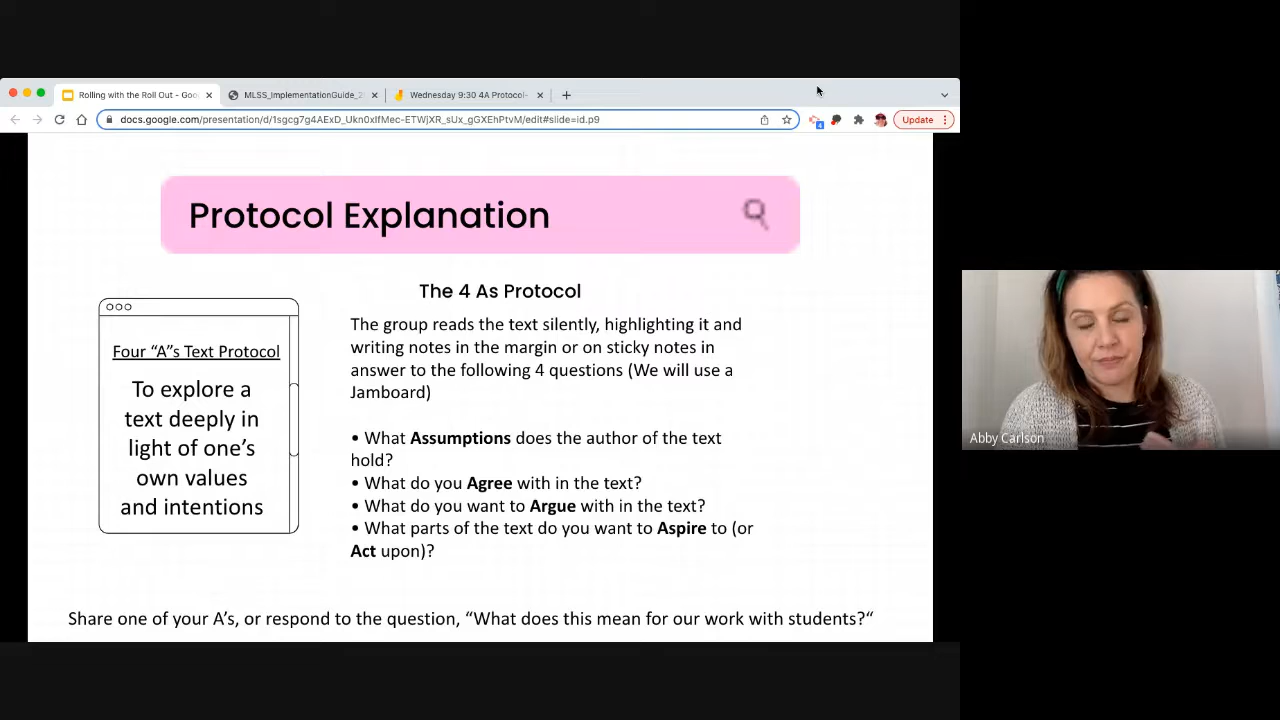 Rolling with the Roll Out - Goo
MLSS_ImplementationGuide_2
Wednesday 9:30 4A Protocol-
docs.google.com/presentation/d/1sgcg7g4AExD_Ukn0xIfMec-ETWjXR_sUx_gGXEhPtvM/edit#slide=id.p9
Update
Protocol Explanation
The 4 As Protocol
Four “A”s Text Protocol
To explore a
text deeply in
light of one’s
own values
and intentions
The group reads the text silently, highlighting it and
writing notes in the margin or on sticky notes in
answer to the following 4 questions (We will use a
Jamboard)
• What Assumptions does the author of the text
hold?
• What do you Agree with in the text?
• What do you want to Argue with in the text?
• What parts of the text do you want to Aspire to (or
Act upon)?
Share one of your A’s, or respond to the question, “What does this mean for our work with students?“
Abby Carlson